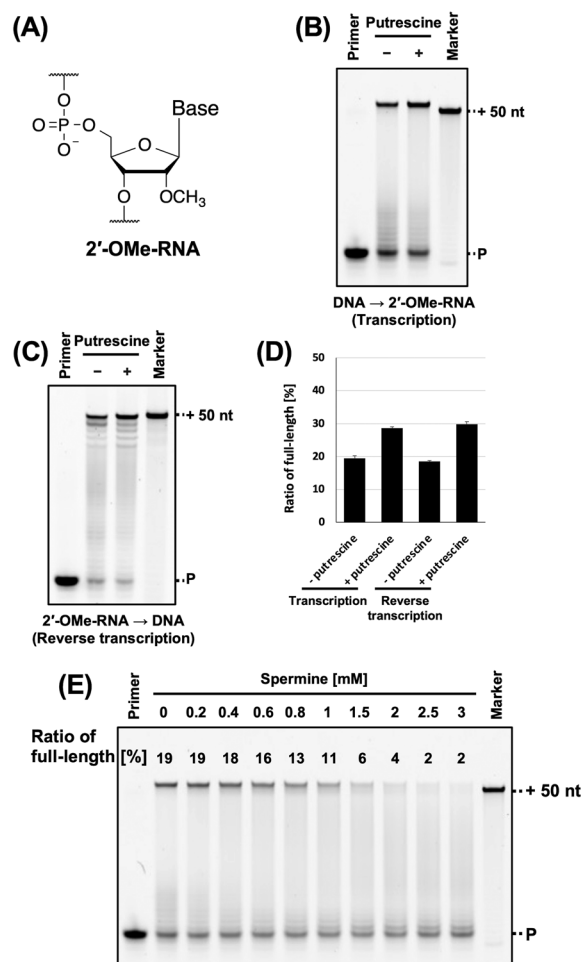 (A)
O
O=P-O
O-
O
Base
O
OCH3
2′-OMe-RNA
(B)
Primer
Putrescine
−
+
Marker
+ 50 nt
P
DNA → 2′-OMe-RNA
(Transcription)
(C)
Primer
Putrescine
−
+
Marker
+ 50 nt
P
2′-OMe-RNA → DNA
(Reverse transcription)
(D)
Ratio of full-length [%]
50
40
30
20
10
0
- putrescine
+ putrescine
- putrescine
+ putrescine
Transcription
Reverse
transcription
(E)
Primer
Spermine [mM]
Marker
0 0.2 0.4 0.6 0.8 1 1.5 2 2.5 3
Ratio of
full-length [%] 19 19 18 16 13 11 6 4 2 2
+ 50 nt
P